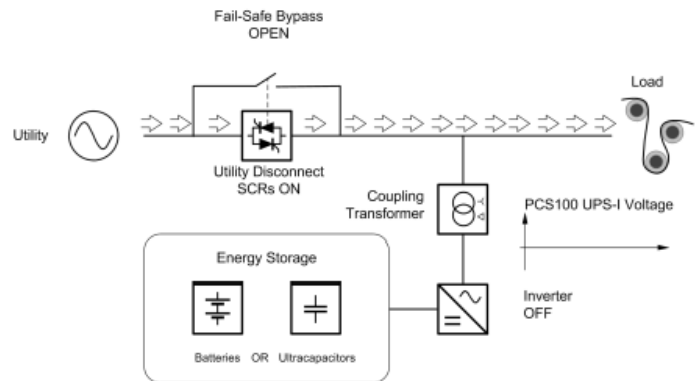 Fail-Safe Bypass
OPEN
Load
Utility
Utility Disconnect
SCRs ON
Coupling
Transformer
PCS100 UPS-I Voltage
Energy Storage
Inverter
OFF
Batteries OR Ultracapacitors